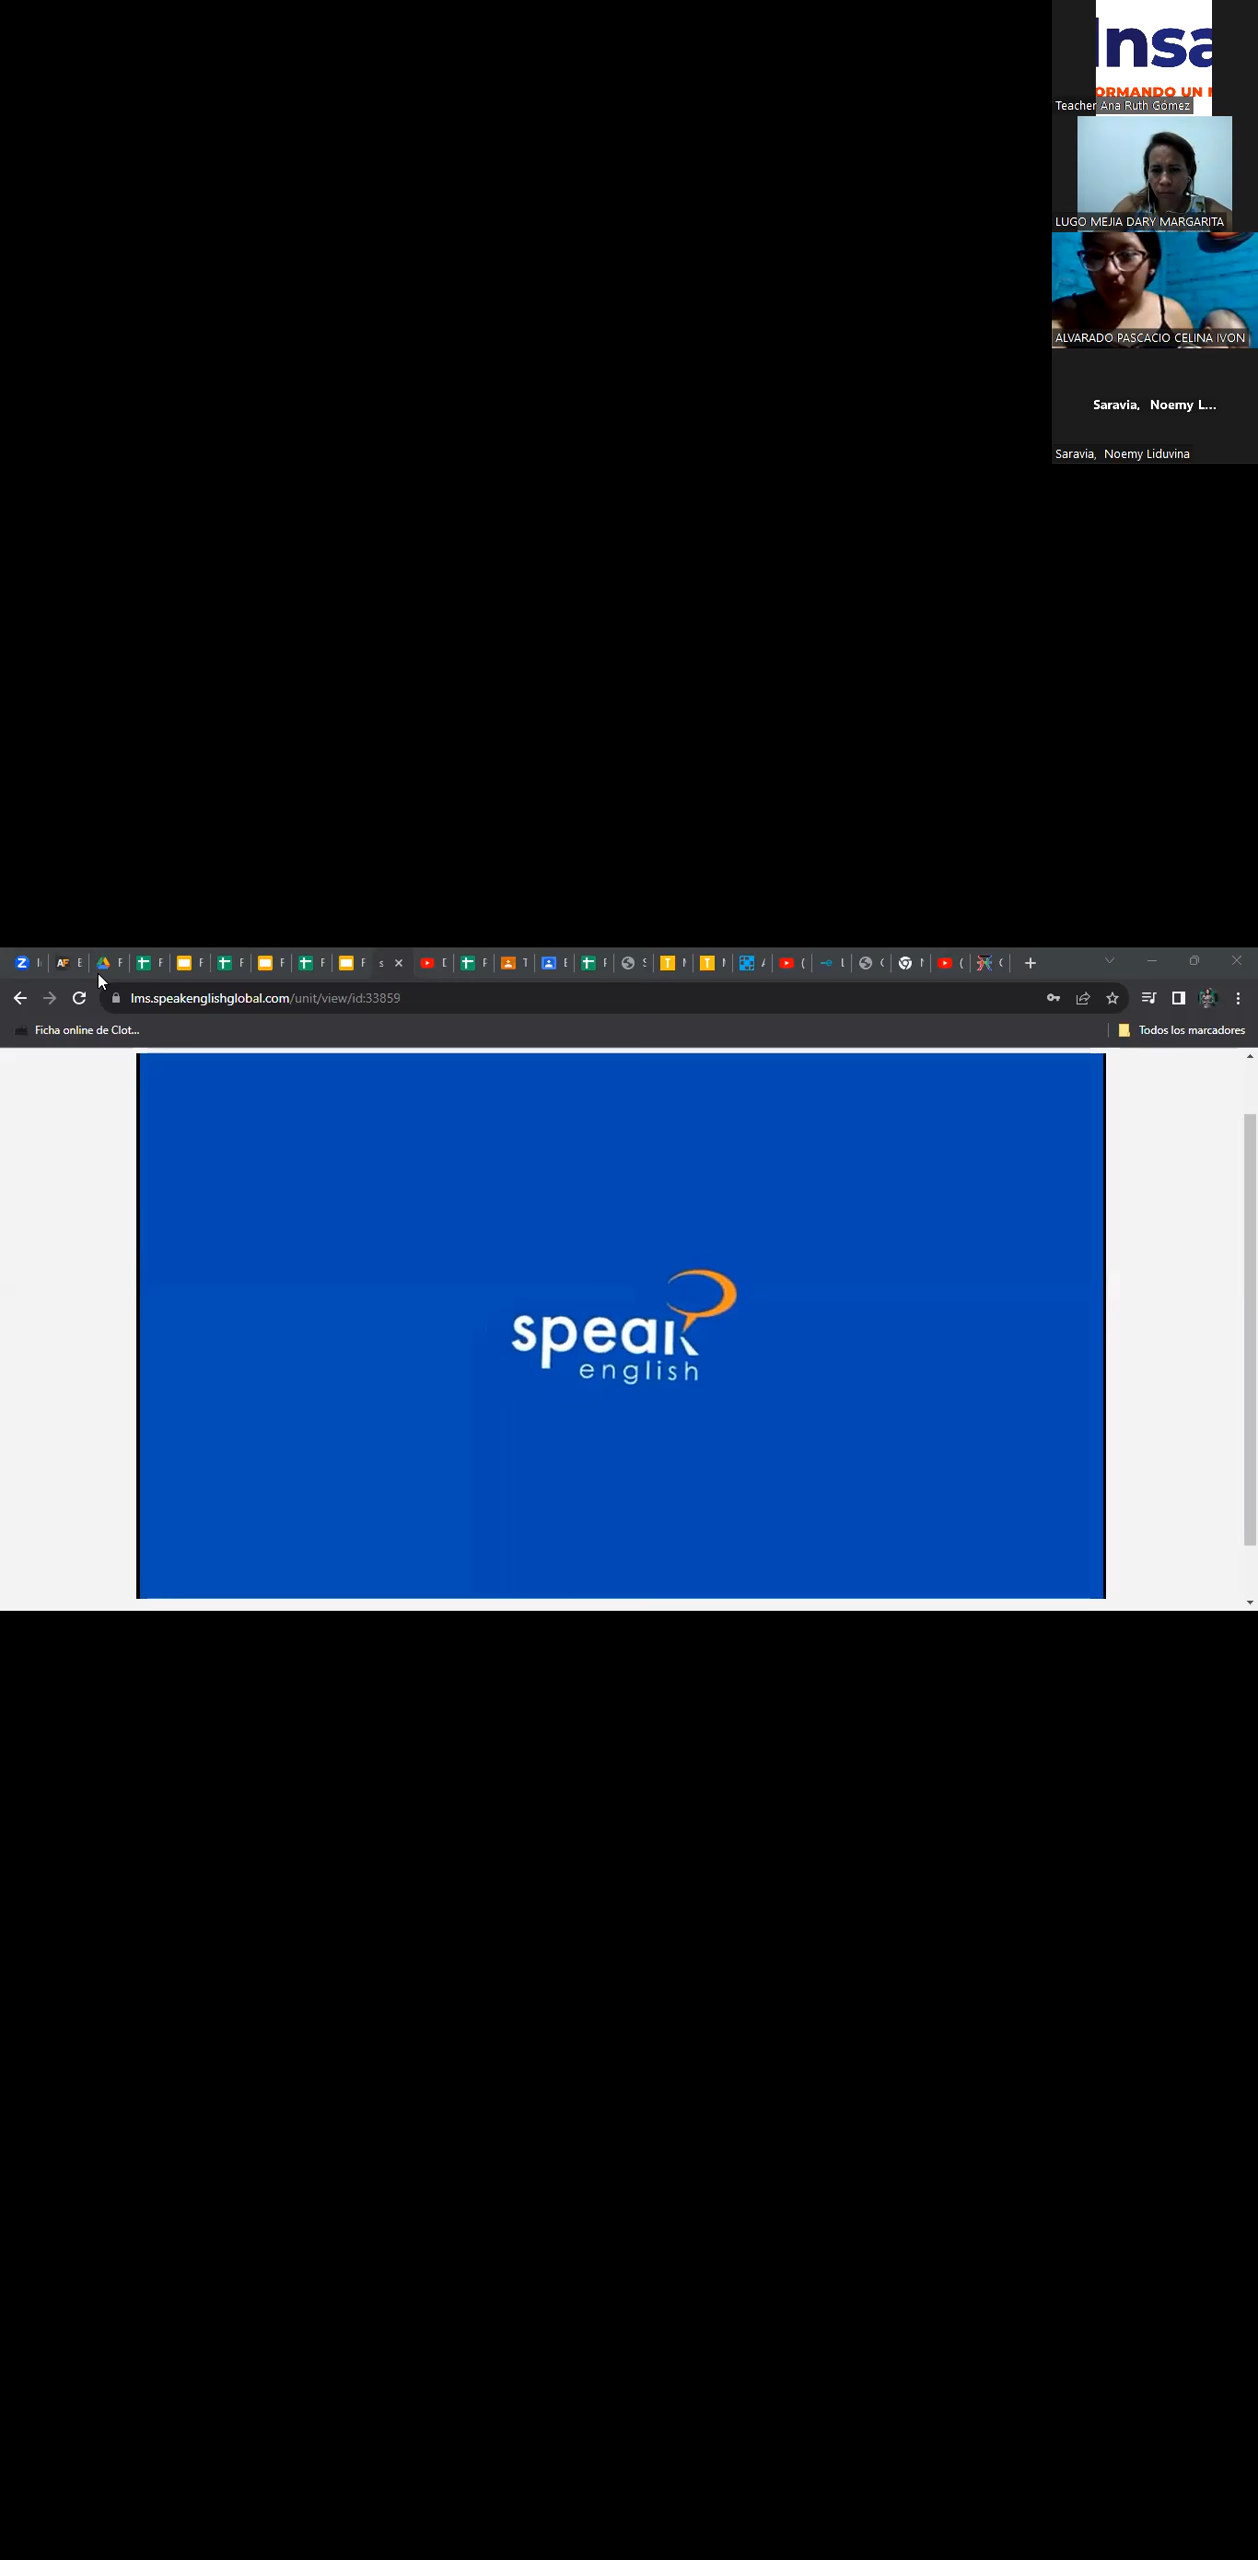 Insa
ORMANDO UN
Teacher Ana Ruth Gómez
LUGO MEJIA DARY MARGARITA
ALVARADO PASCACIO CELINA IVON
Saravia, Noemy L...
Saravia, Noemy Liduvina
lms.speakenglishglobal.com/unit/view/id:33859
Ficha online de Clot...
Todos los marcadores
speak
english